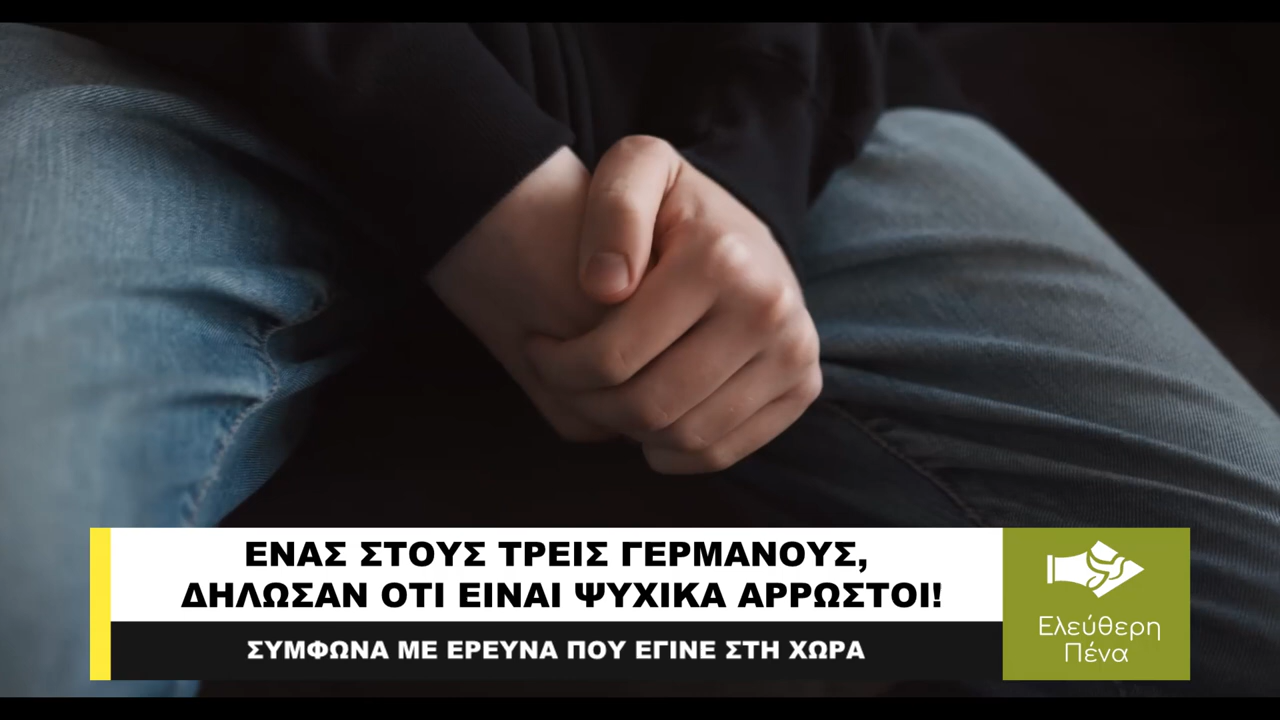 ΕΝΑΣ ΣΤΟΥΣ ΤΡΕΙΣ ΓΕΡΜΑΝΟΥΣ,
ΔΗΛΩΣΑΝ ΟΤΙ ΕΙΝΑΙ ΨΥΧΙΚΑ ΑΡΡΩΣΤΟΙ!
ΣΥΜΦΩΝΑ ΜΕ ΕΡΕΥΝΑ ΠΟΥ ΕΓΙΝΕ ΣΤΗ ΧΩΡΑ
Ελεύθερη
Πένα